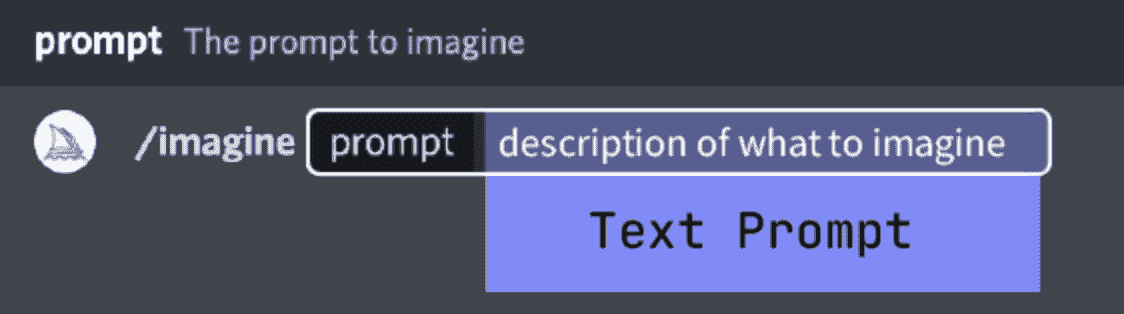 prompt The prompt to imagine
/imagine prompt description of what to imagine
Text Prompt